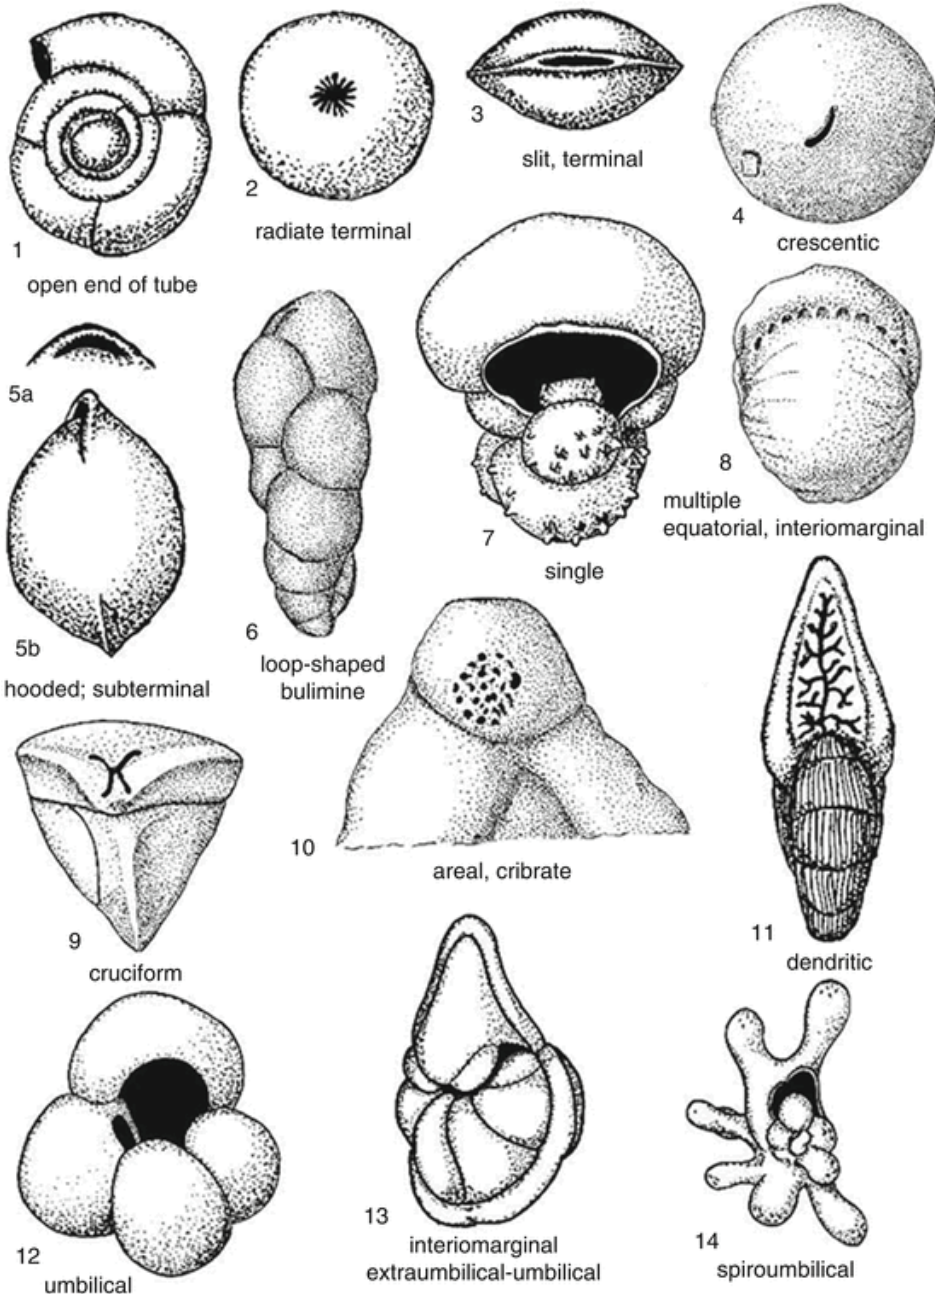 1
open end of tube
2
radiate terminal
3
slit, terminal
4
crescentic
5a
5b
hooded; subterminal
6
loop-shaped
bulimine
7
single
8
multiple
equatorial, interiomarginal
9
cruciform
10
areal, cribrate
11
dendritic
12
umbilical
13
interiomarginal
extraumbilical-umbilical
14
spiroumbilical